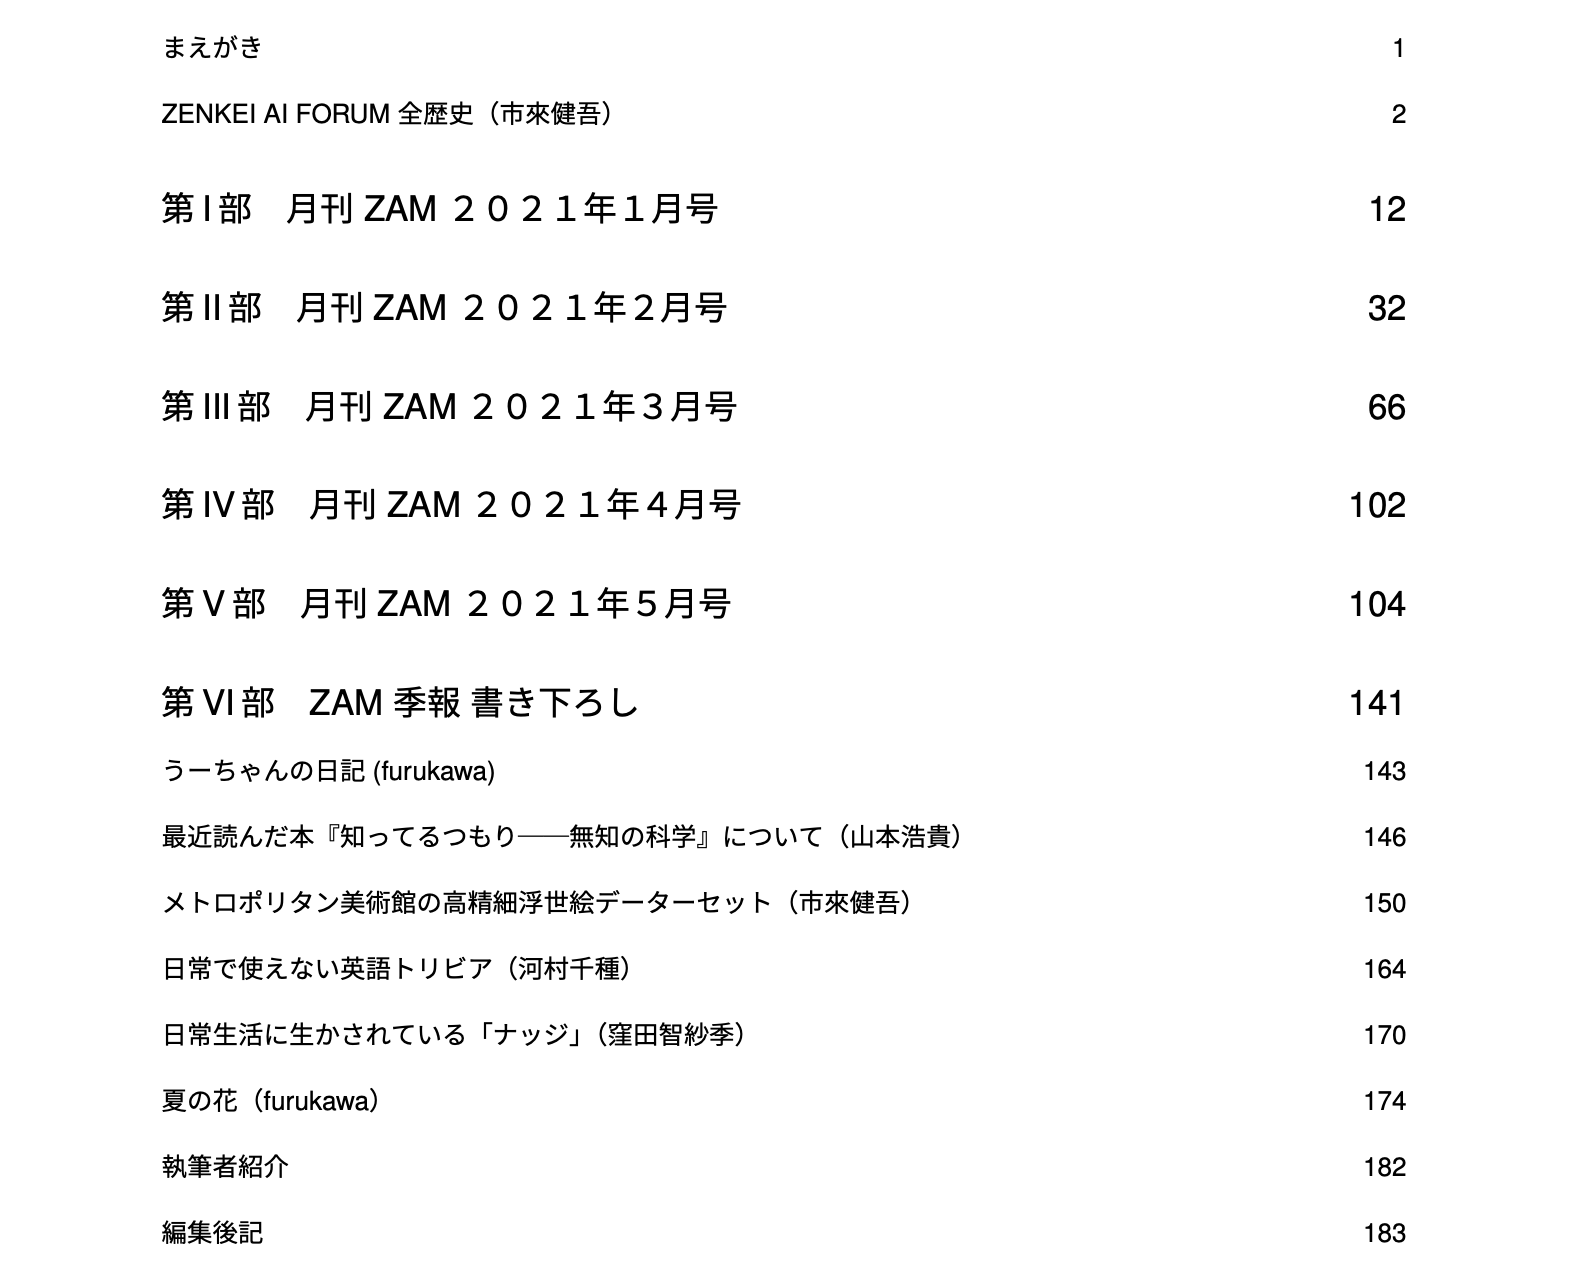 まえがき 1
ZENKEI AI FORUM 全歴史（市來健吾） 2
第 I 部　月刊 ZAM ２０２１年１月号 12
第 II 部　月刊 ZAM ２０２１年２月号 32
第 III 部　月刊 ZAM ２０２１年３月号 66
第 IV 部　月刊 ZAM ２０２１年４月号 102
第 V 部　月刊 ZAM ２０２１年５月号 104
第 VI 部　ZAM 季報 書き下ろし 141
うーちゃんの日記 (furukawa) 143
最近読んだ本『知ってるつもり——無知の科学』について（山本浩貴） 146
メトロポリタン美術館の高精細浮世絵データーセット（市來健吾） 150
日常で使えない英語トリビア（河村千種） 164
日常生活に生かされている「ナッジ」（窪田智紗季） 170
夏の花（furukawa） 174
執筆者紹介 182
編集後記 183